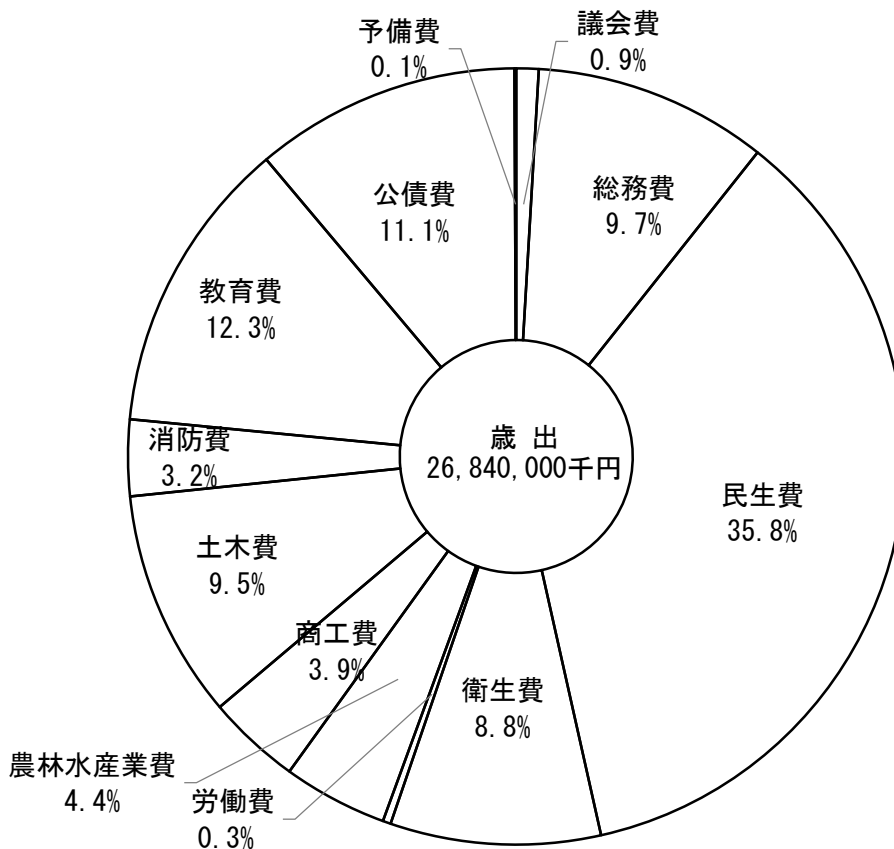 予備費
0.1%
議会費
0.9%
総務費
9.7%
公債費
11.1%
教育費
12.3%
消防費
3.2%
歳 出
26,840,000千円
民生費
35.8%
土木費
9.5%
商工費
3.9%
衛生費
8.8%
農林水産業費
4.4%
労働費
0.3%